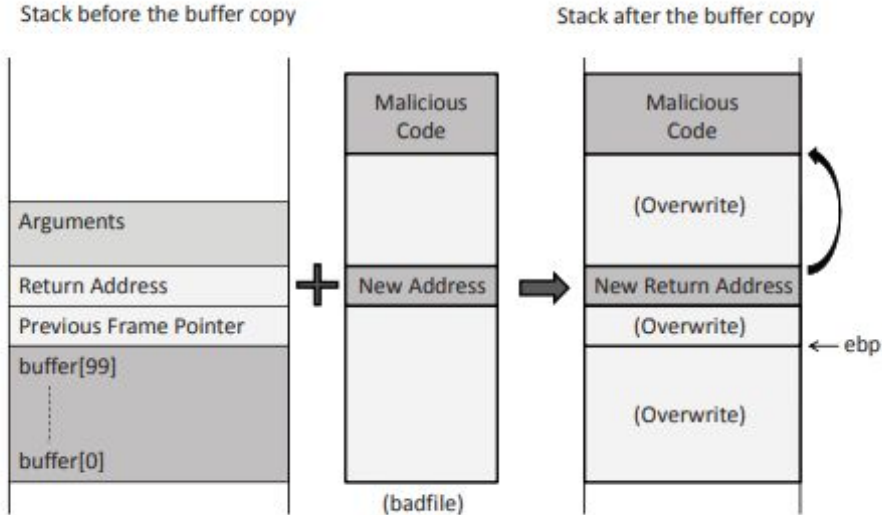 Stack before the buffer copy
Stack after the buffer copy
Malicious
Code
Arguments
Return Address
Previous Frame Pointer
buffer[99]
buffer[0]
New Address
(badfile)
Malicious
Code
(Overwrite)
New Return Address
(Overwrite)
ebp
(Overwrite)